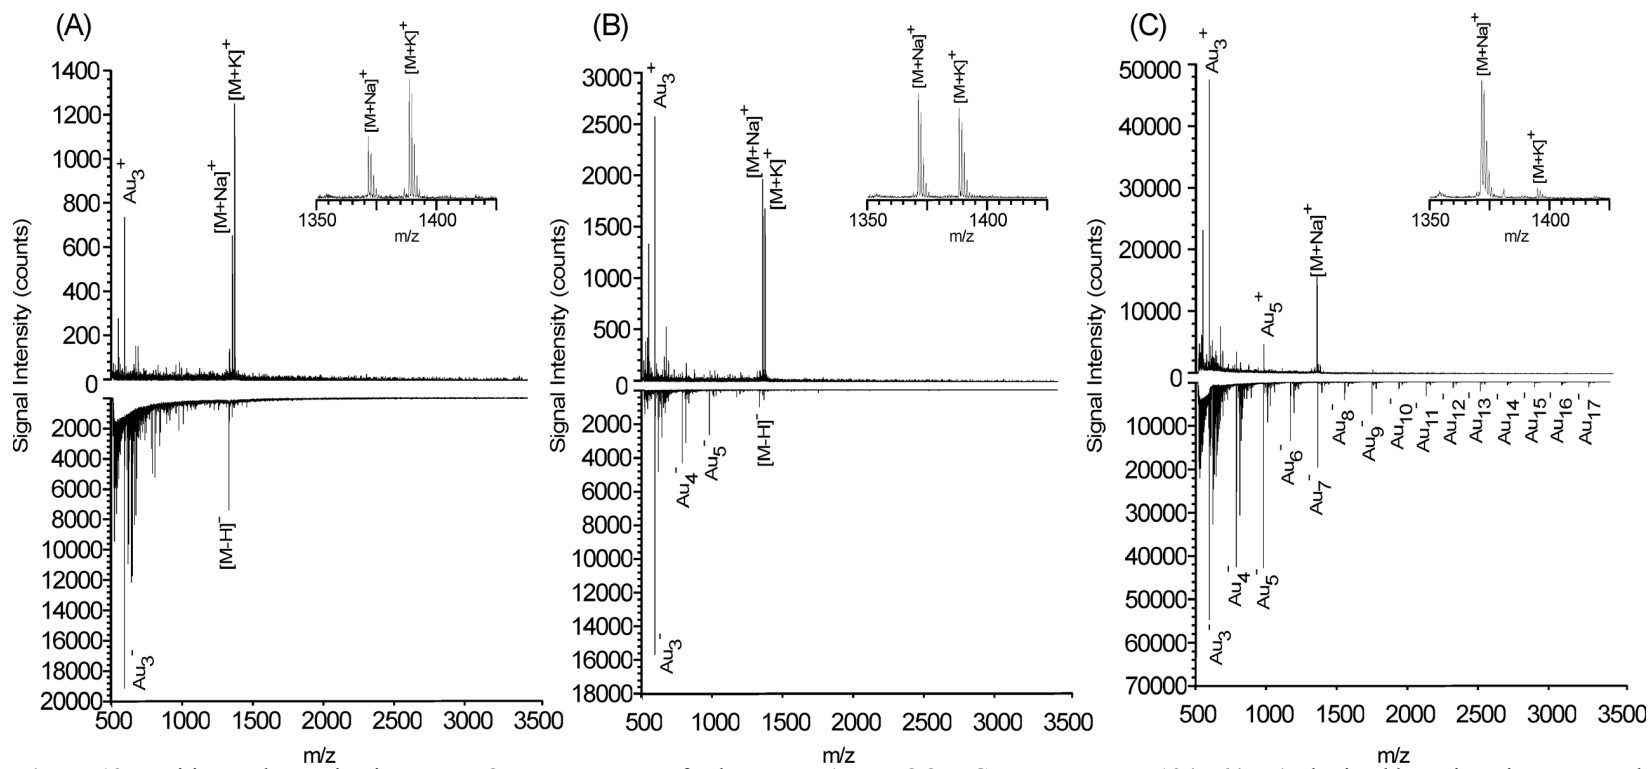 (A)
Signal Intensity (counts)
1400
1200
1000
800
600
400
200
0
2000
4000
6000
8000
10000
12000
14000
16000
18000
20000
500 1000 1500 2000 2500 3000 3500
m/z
Au3+
[M+Na]+
[M+K]+
[M-H]-
Au3-
[M+Na]+
[M+K]+
1350 1400
m/z
(B)
Signal Intensity (counts)
3000
2500
2000
1500
1000
500
0
2000
4000
6000
8000
10000
12000
14000
16000
18000
500 1000 1500 2000 2500 3000 3500
m/z
Au3+
[M+Na]+
[M+K]+
Au4-
Au5-
[M-H]-
Au3-
[M+Na]+
[M+K]+
1350 1400
m/z
(C)
Signal Intensity (counts)
50000
40000
30000
20000
10000
0
10000
20000
30000
40000
50000
60000
70000
500 1000 1500 2000 2500 3000 3500
m/z
Au3+
Au5+
[M+Na]+
Au3-
Au4-
Au5-
Au6-
Au7-
Au8-
Au9-
Au10-
Au11-
Au12-
Au13-
Au14-
Au15-
Au16-
Au17-
[M+Na]+
[M+K]+
1350 1400
m/z